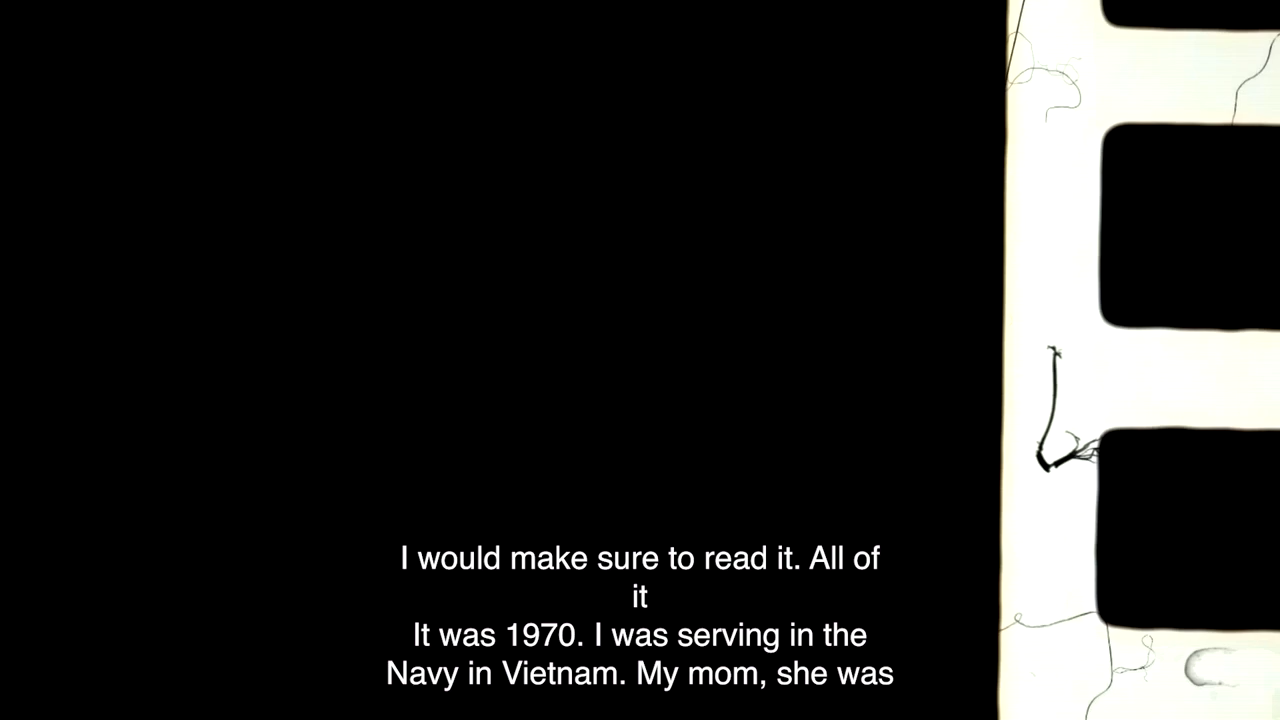 I would make sure to read it. All of
it
It was 1970. I was serving in the
Navy in Vietnam. My mom, she was